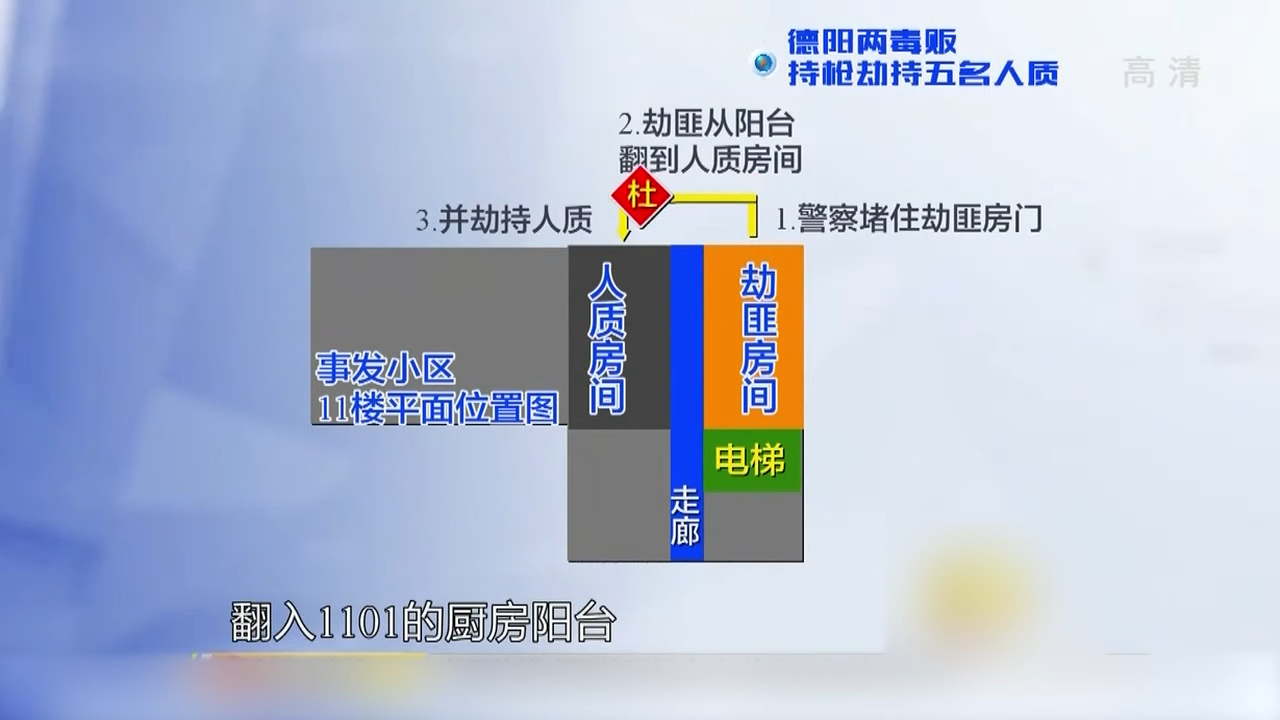 德阳两毒贩
持枪劫持五名人质
高清
2.劫匪从阳台
翻到人质房间
杜
3.并劫持人质
1.警察堵住劫匪房门
人质房间
劫匪房间
事发小区
11楼平面位置图
电梯
走廊
翻入1101的厨房阳台